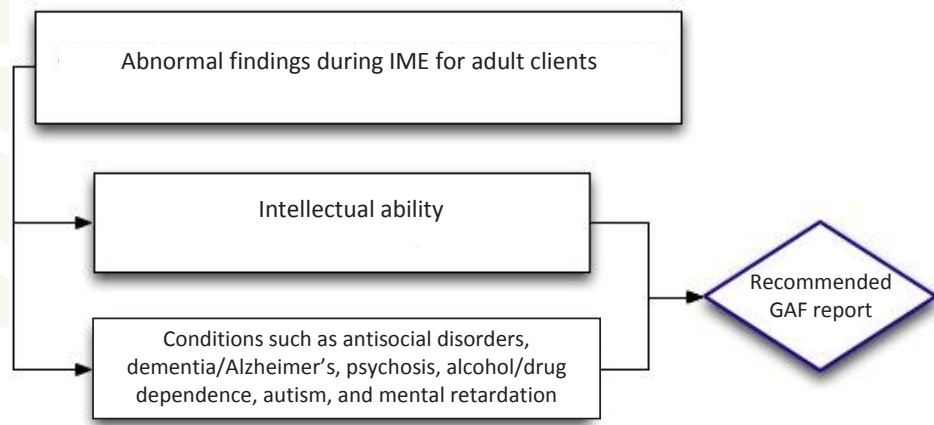 Abnormal findings during IME for adult clients
Intellectual ability
Conditions such as antisocial disorders,
dementia/Alzheimer’s, psychosis, alcohol/drug
dependence, autism, and mental retardation
Recommended
GAF report